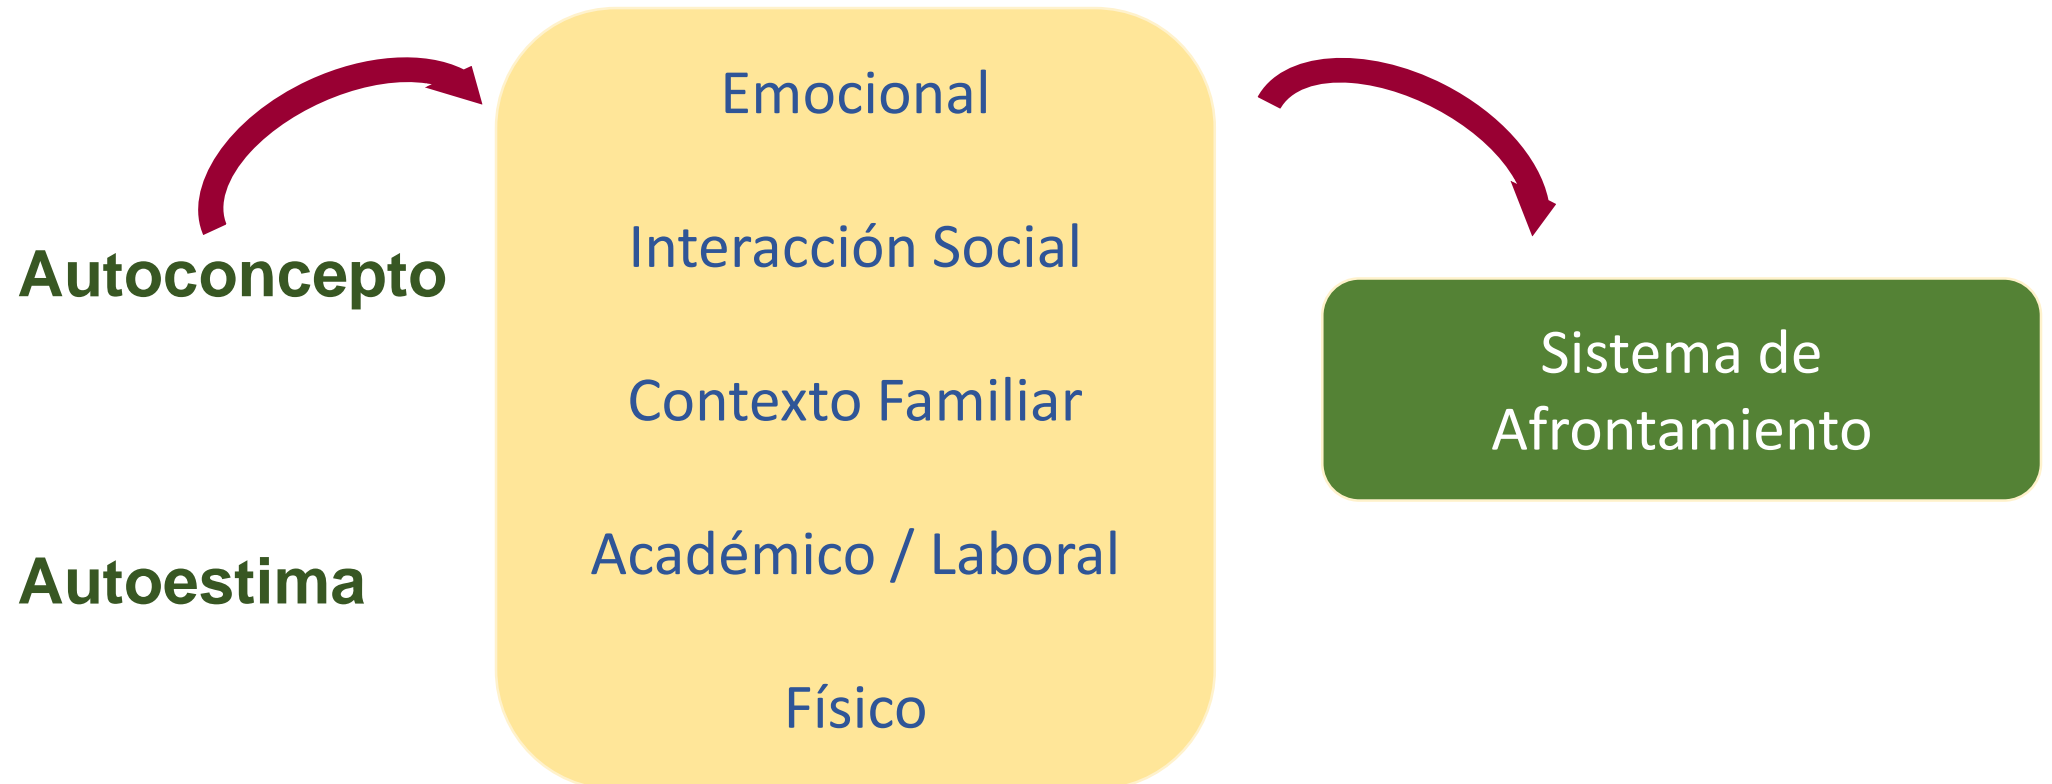 Autoconcepto
Autoestima
Emocional
Interacción Social
Contexto Familiar
Académico / Laboral
Físico
Sistema de
Afrontamiento